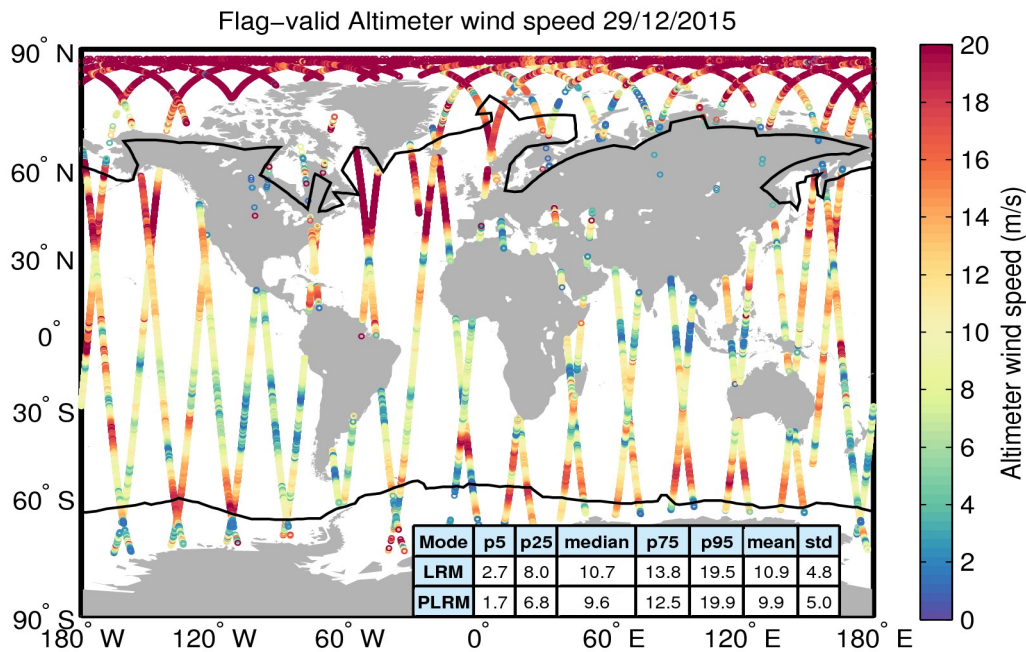 Flag−valid Altimeter wind speed 29/12/2015
90° N
60° N
30° N
0°
30° S
60° S
90° S
180° W
120° W
60° W
0°
60° E
120° E
180° E
Mode p5 p25 median p75 p95 mean std
LRM 2.7 8.0 10.7 13.8 19.5 10.9 4.8
PLRM 1.7 6.8 9.6 12.5 19.9 9.9 5.0
20
18
16
14
12
10
8
6
4
2
0
Altimeter wind speed (m/s)